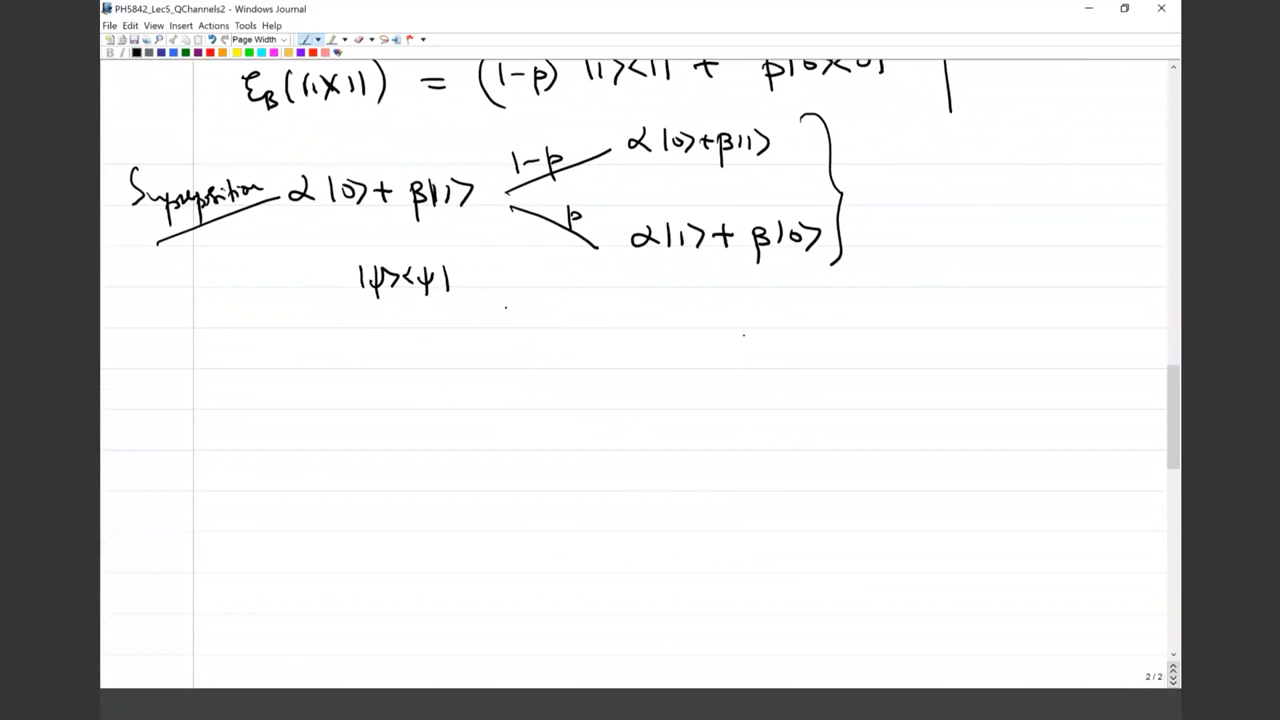 PH5842_Lec5_QChannels2 - Windows Journal
File Edit View Insert Actions Tools Help
Page Width
B I
ℰ_B(|1><1|) = (1-p) |1><1| + p|0><0|
1-p α|0>+β|1>
Superposition α|0>+ β|1>
p α|1>+ β|0>
|ψ><ψ|
2 / 2